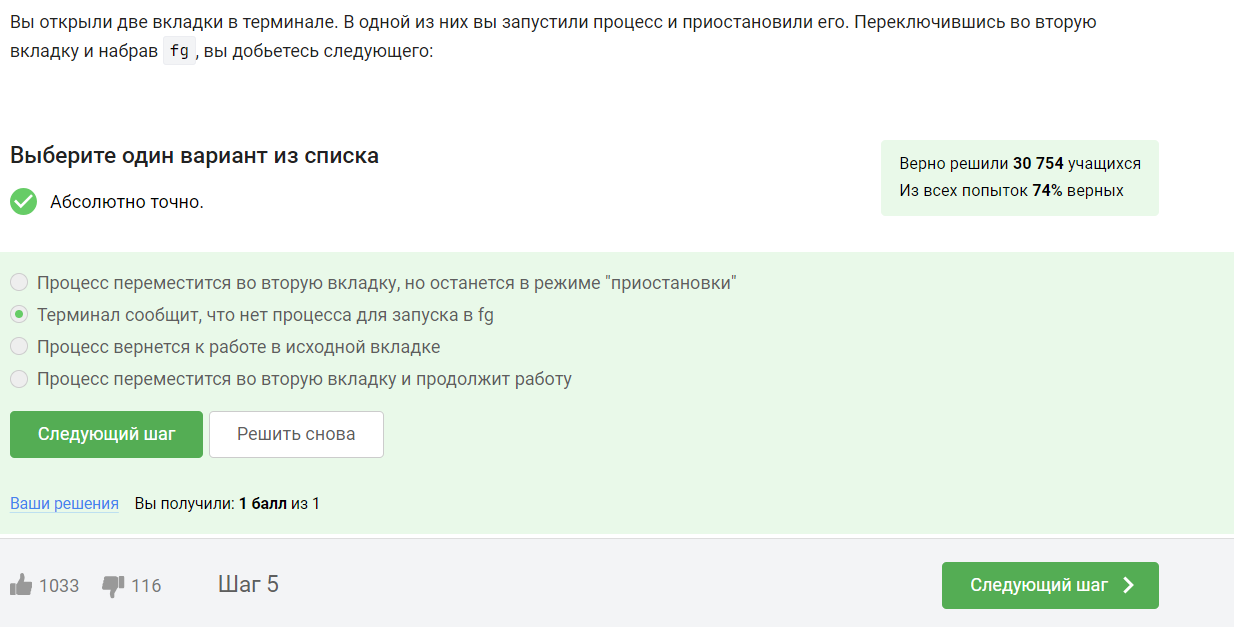 Вы открыли две вкладки в терминале. В одной из них вы запустили процесс и приостановили его. Переключившись во вторую
вкладку и набрав fg, вы добьетесь следующего:
Выберите один вариант из списка
Абсолютно точно.
Верно решили 30 754 учащихся
Из всех попыток 74% верных
Процесс переместится во вторую вкладку, но останется в режиме "приостановки"
Терминал сообщит, что нет процесса для запуска в fg
Процесс вернется к работе в исходной вкладке
Процесс переместится во вторую вкладку и продолжит работу
Следующий шаг
Решить снова
Ваши решения Вы получили: 1 балл из 1
1033
116
Шаг 5
Следующий шаг